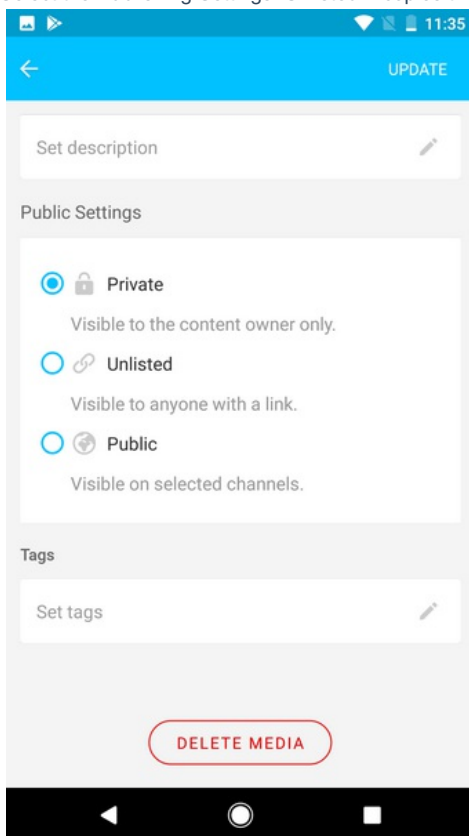 11:35
UPDATE
Set description
Public Settings
Private
Visible to the content owner only.
Unlisted
Visible to anyone with a link.
Public
Visible on selected channels.
Tags
Set tags
DELETE MEDIA